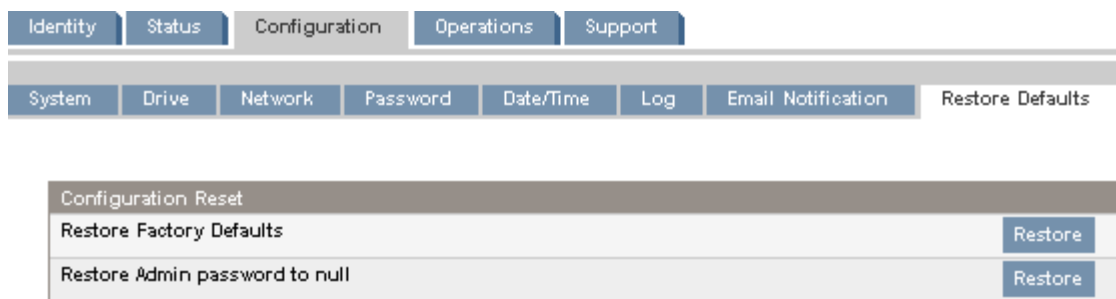 Identity Status Configuration Operations Support
System Drive Network Password Date/Time Log Email Notification Restore Defaults
Configuration Reset
Restore Factory Defaults Restore
Restore Admin password to null Restore